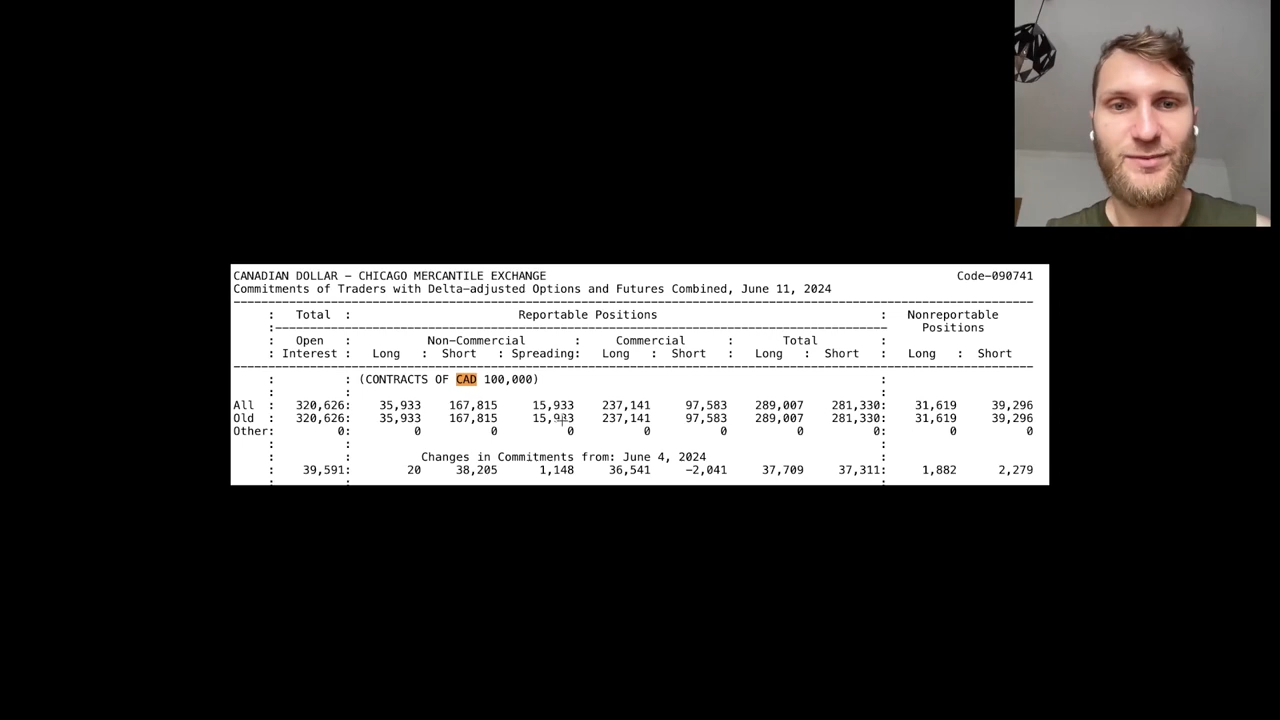 CANADIAN DOLLAR - CHICAGO MERCANTILE EXCHANGE Code-090741
Commitments of Traders with Delta-adjusted Options and Futures Combined, June 11, 2024
: Total : Reportable Positions : Nonreportable
: Positions
: Open : Non-Commercial : Commercial : Total :
: Interest : Long : Short : Spreading: Long : Short : Long : Short : Long : Short
: : (CONTRACTS OF CAD 100,000) :
: : :
All : 320,626: 35,933 167,815 15,933 237,141 97,583 289,007 281,330: 31,619 39,296
Old : 320,626: 35,933 167,815 15,933 237,141 97,583 289,007 281,330: 31,619 39,296
Other: 0: 0 0 0 0 0 0 0: 0 0
: : :
: : Changes in Commitments from: June 4, 2024 :
: 39,591: 20 38,205 1,148 36,541 -2,041 37,709 37,311: 1,882 2,279